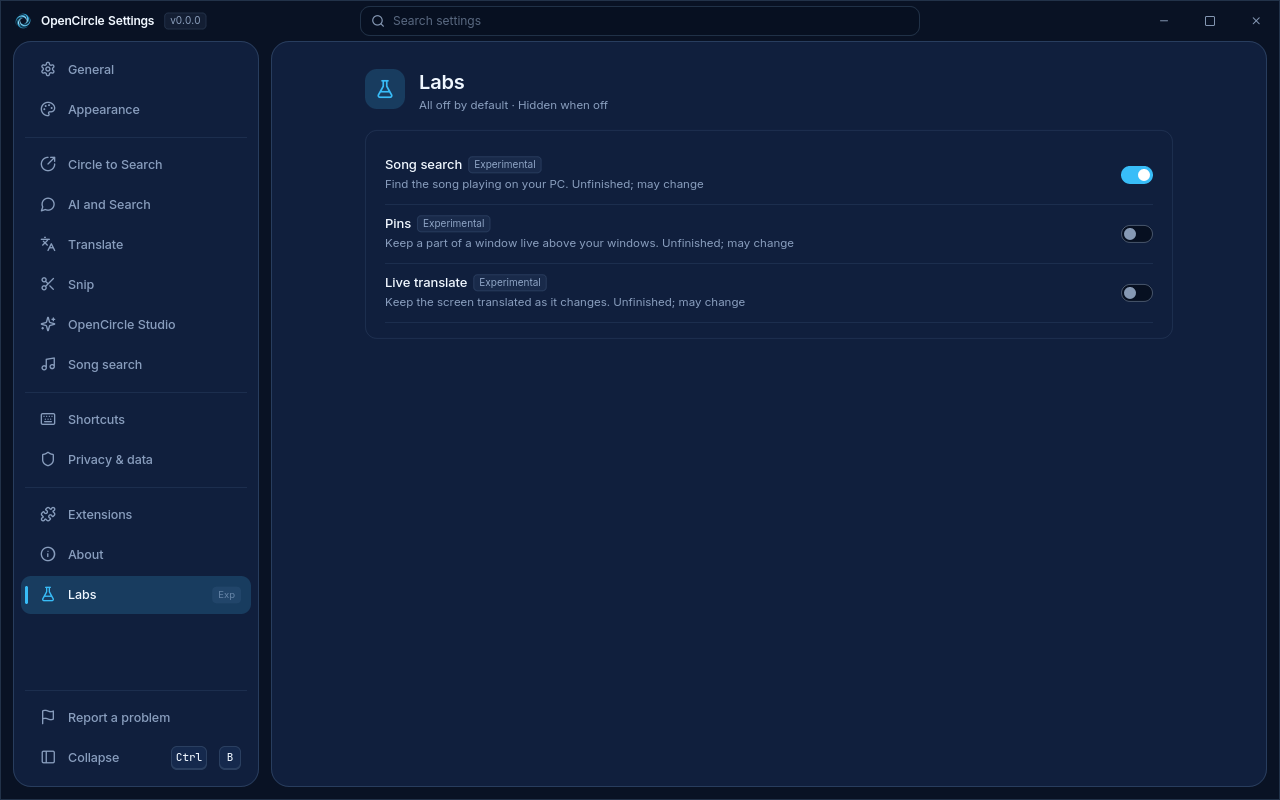 OpenCircle Settings v0.0.0
Search settings
General
Appearance
Circle to Search
AI and Search
Translate
Snip
OpenCircle Studio
Song search
Shortcuts
Privacy & data
Extensions
About
Labs Exp
Report a problem
Collapse Ctrl B
Labs
All off by default · Hidden when off
Song search Experimental
Find the song playing on your PC. Unfinished; may change
Pins Experimental
Keep a part of a window live above your windows. Unfinished; may change
Live translate Experimental
Keep the screen translated as it changes. Unfinished; may change